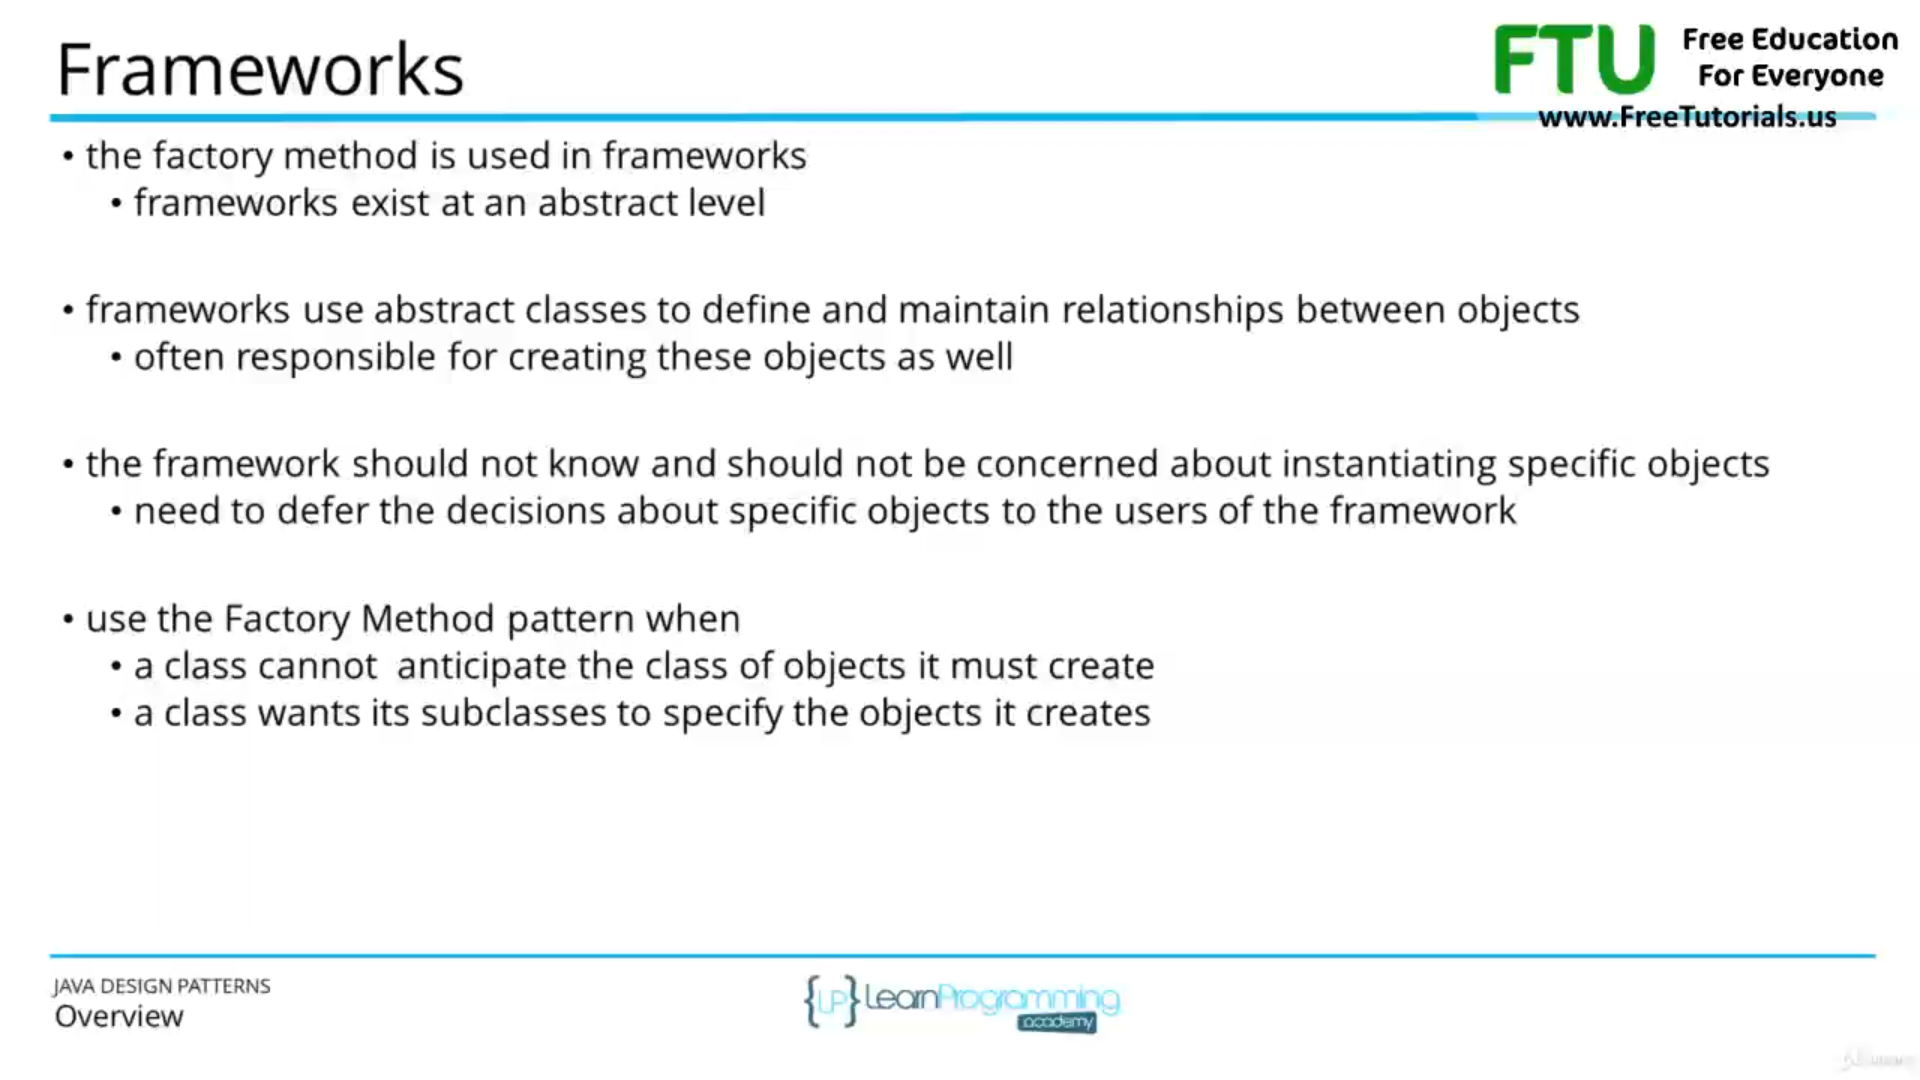 Frameworks
FTU
Free Education
For Everyone
www.FreeTutorials.us
• the factory method is used in frameworks
• frameworks exist at an abstract level
• frameworks use abstract classes to define and maintain relationships between objects
• often responsible for creating these objects as well
• the framework should not know and should not be concerned about instantiating specific objects
• need to defer the decisions about specific objects to the users of the framework
• use the Factory Method pattern when
• a class cannot  anticipate the class of objects it must create
• a class wants its subclasses to specify the objects it creates
JAVA DESIGN PATTERNS
Overview
{LP} LearnProgramming
academy